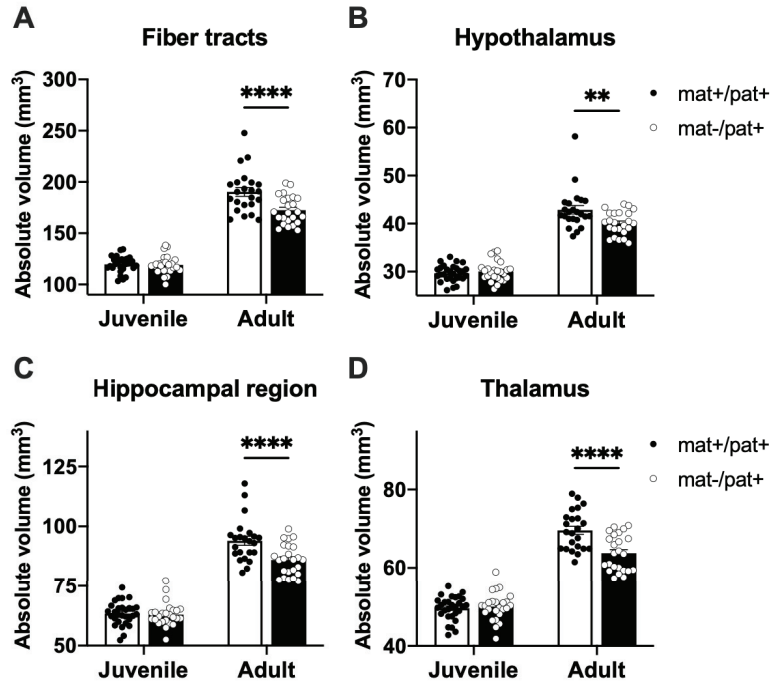 A
Fiber tracts
Absolute volume (mm³)
300
250
200
150
100
****
Juvenile
Adult
B
Hypothalamus
Absolute volume (mm³)
70
60
50
40
30
**
Juvenile
Adult
mat+/pat+
mat-/pat+
C
Hippocampal region
Absolute volume (mm³)
125
100
75
50
****
Juvenile
Adult
D
Thalamus
Absolute volume (mm³)
80
60
40
****
Juvenile
Adult
mat+/pat+
mat-/pat+